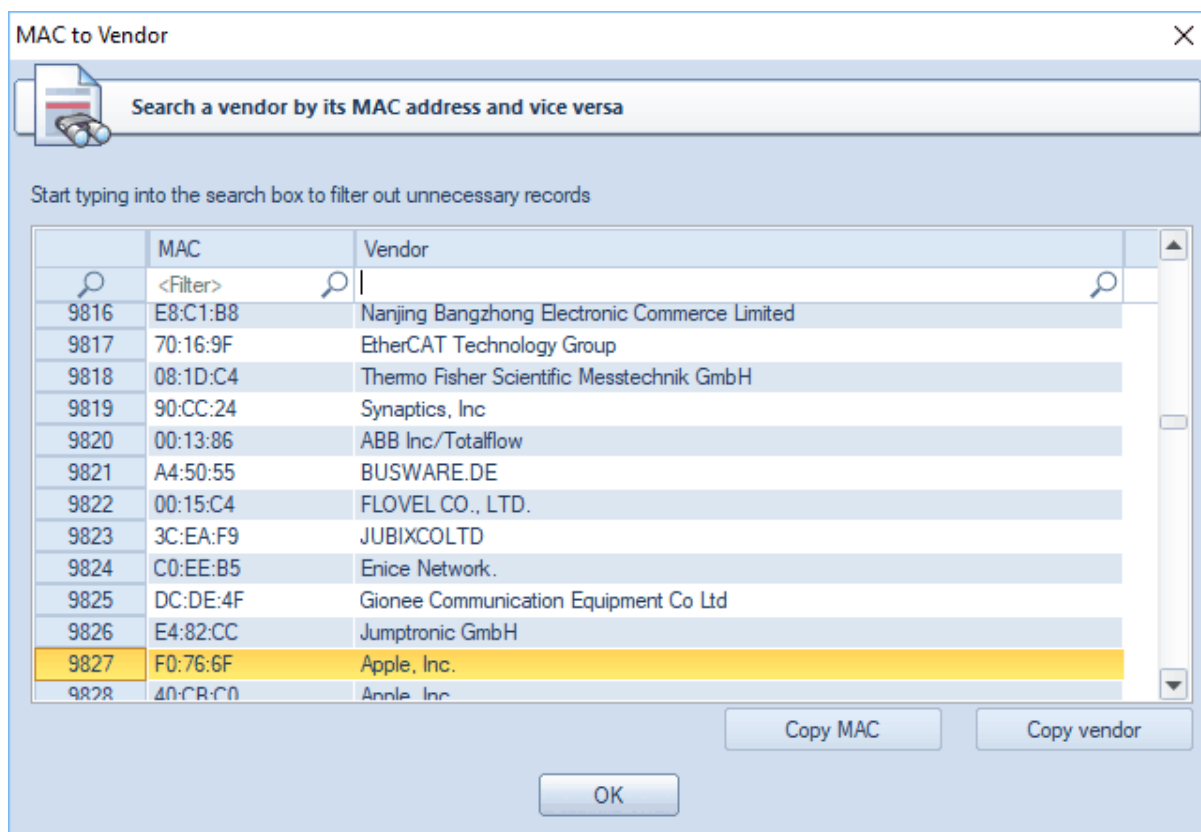 MAC to Vendor
Search a vendor by its MAC address and vice versa
Start typing into the search box to filter out unnecessary records
MAC Vendor
<Filter>
9816 E8:C1:B8 Nanjing Bangzhong Electronic Commerce Limited
9817 70:16:9F EtherCAT Technology Group
9818 08:1D:C4 Thermo Fisher Scientific Messtechnik GmbH
9819 90:CC:24 Synaptics, Inc
9820 00:13:86 ABB Inc/Totalflow
9821 A4:50:55 BUSWARE.DE
9822 00:15:C4 FLOVEL CO., LTD.
9823 3C:EA:F9 JUBIXCOLTD
9824 C0:EE:B5 Enice Network.
9825 DC:DE:4F Gionee Communication Equipment Co Ltd
9826 E4:82:CC Jumptronic GmbH
9827 F0:76:6F Apple, Inc.
9828 40:CB:C0 Apple, Inc.
Copy MAC Copy vendor
OK